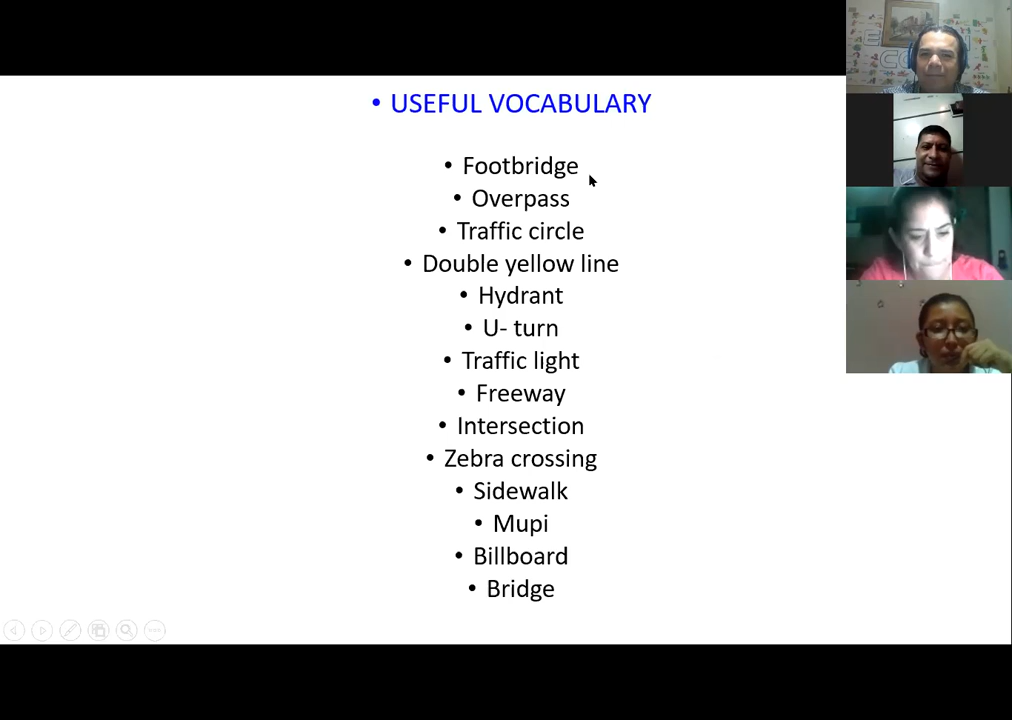 • USEFUL VOCABULARY
• Footbridge
• Overpass
• Traffic circle
• Double yellow line
• Hydrant
• U- turn
• Traffic light
• Freeway
• Intersection
• Zebra crossing
• Sidewalk
• Mupi
• Billboard
• Bridge